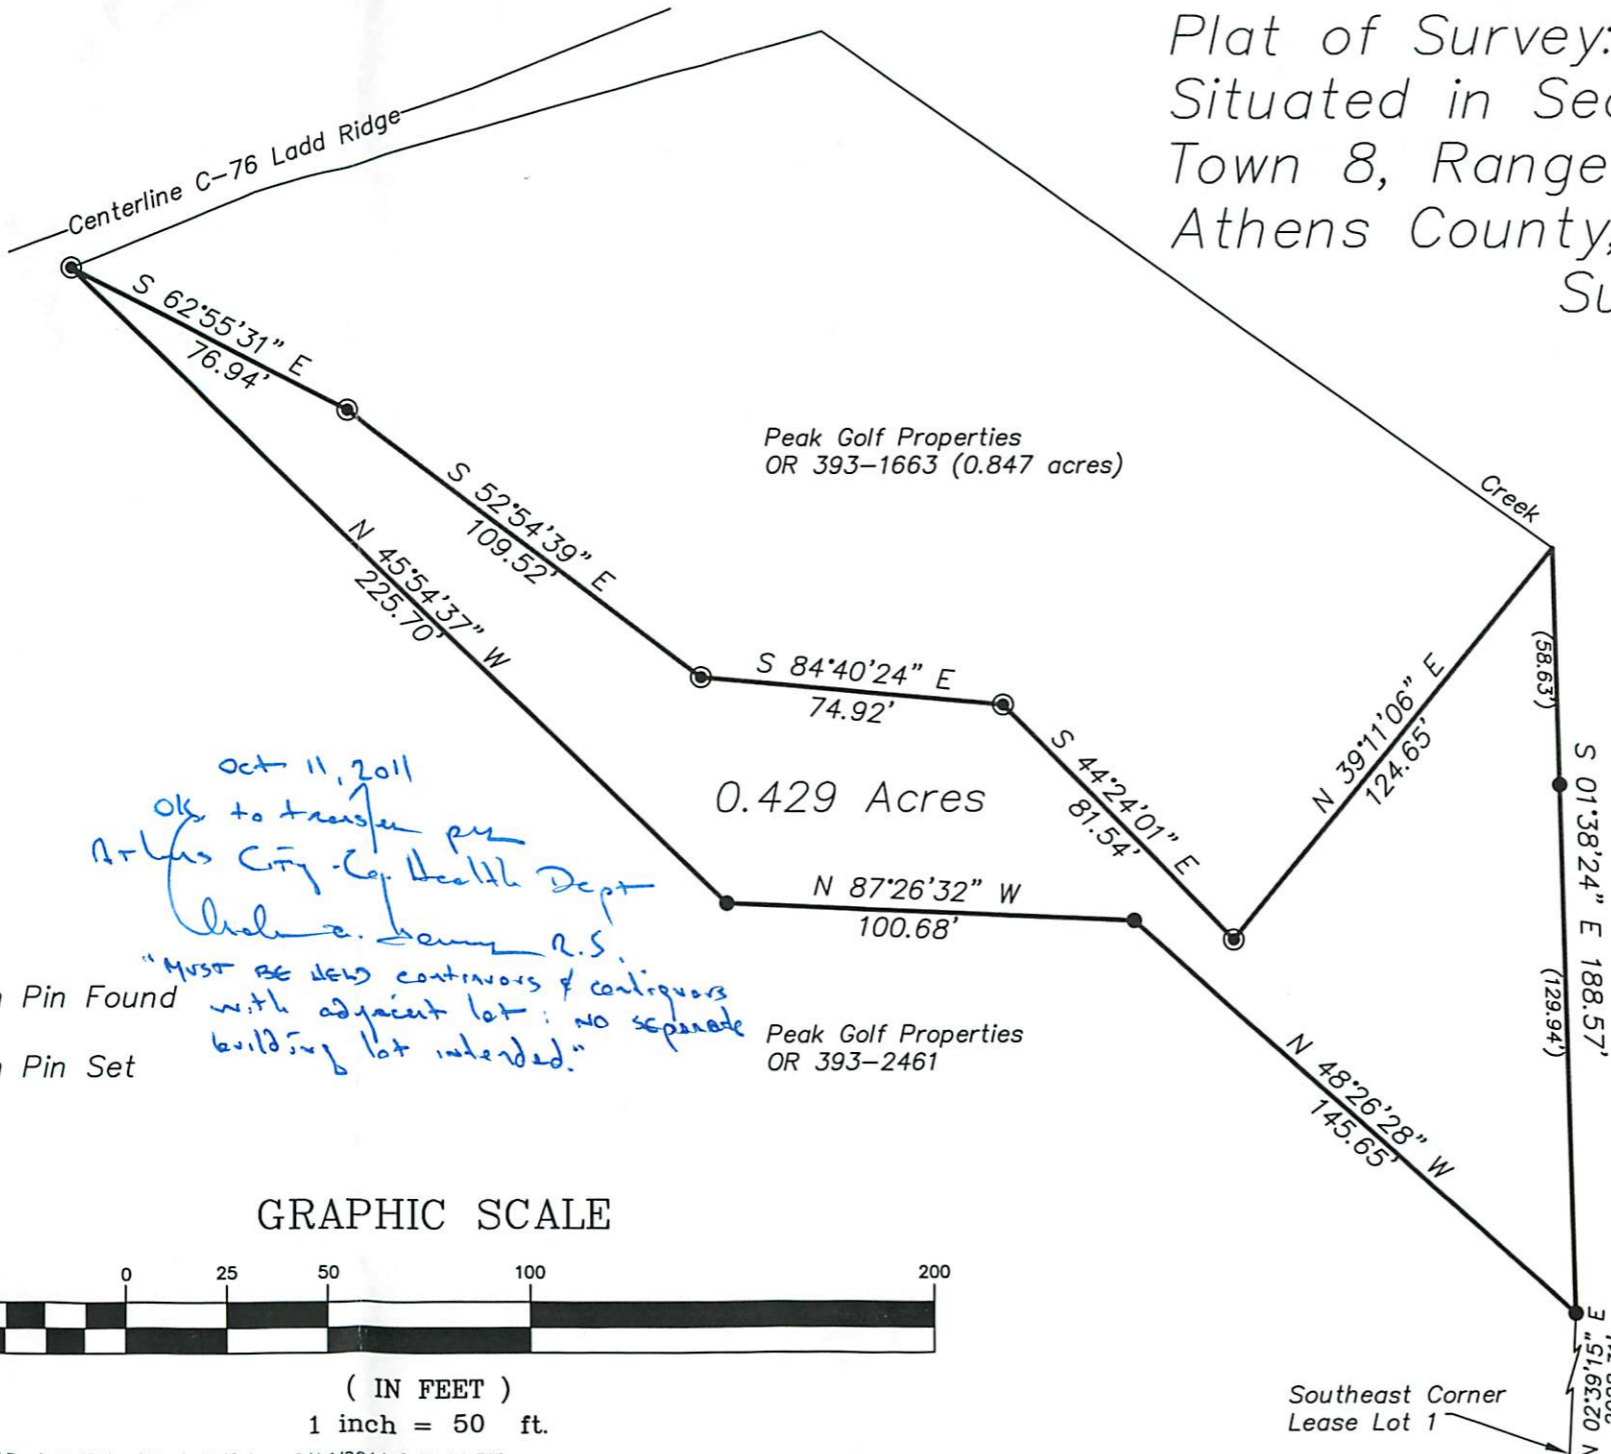 Plat of Survey:
Situated in Sec
Town 8, Range
Athens County,
Su
Centerline C-76 Ladd Ridge
S 62°55'31" E
76.94'
S 52°54'39" E
109.52'
N 45°54'37" W
225.70'
Peak Golf Properties
OR 393-1663 (0.847 acres)
Creek
S 84°40'24" E
74.92'
S 44°24'01" E
81.54'
N 39°11'06" E
124.65'
(58.63')
S 01°38'24" E 188.57'
(129.94')
0.429 Acres
N 87°26'32" W
100.68'
N 48°26'28" W
145.65'
Oct 11, 2011
Ok to transfer per
Athens City-Co. Health Dept
R.S.
"Must be held continuous & contiguous
with adjacent lot; no separate
building lot intended."
Pin Found
Pin Set
Peak Golf Properties
OR 393-2461
GRAPHIC SCALE
0 25 50 100 200
( IN FEET )
1 inch = 50 ft.
Southeast Corner
Lease Lot 1
N 02°39'15" E